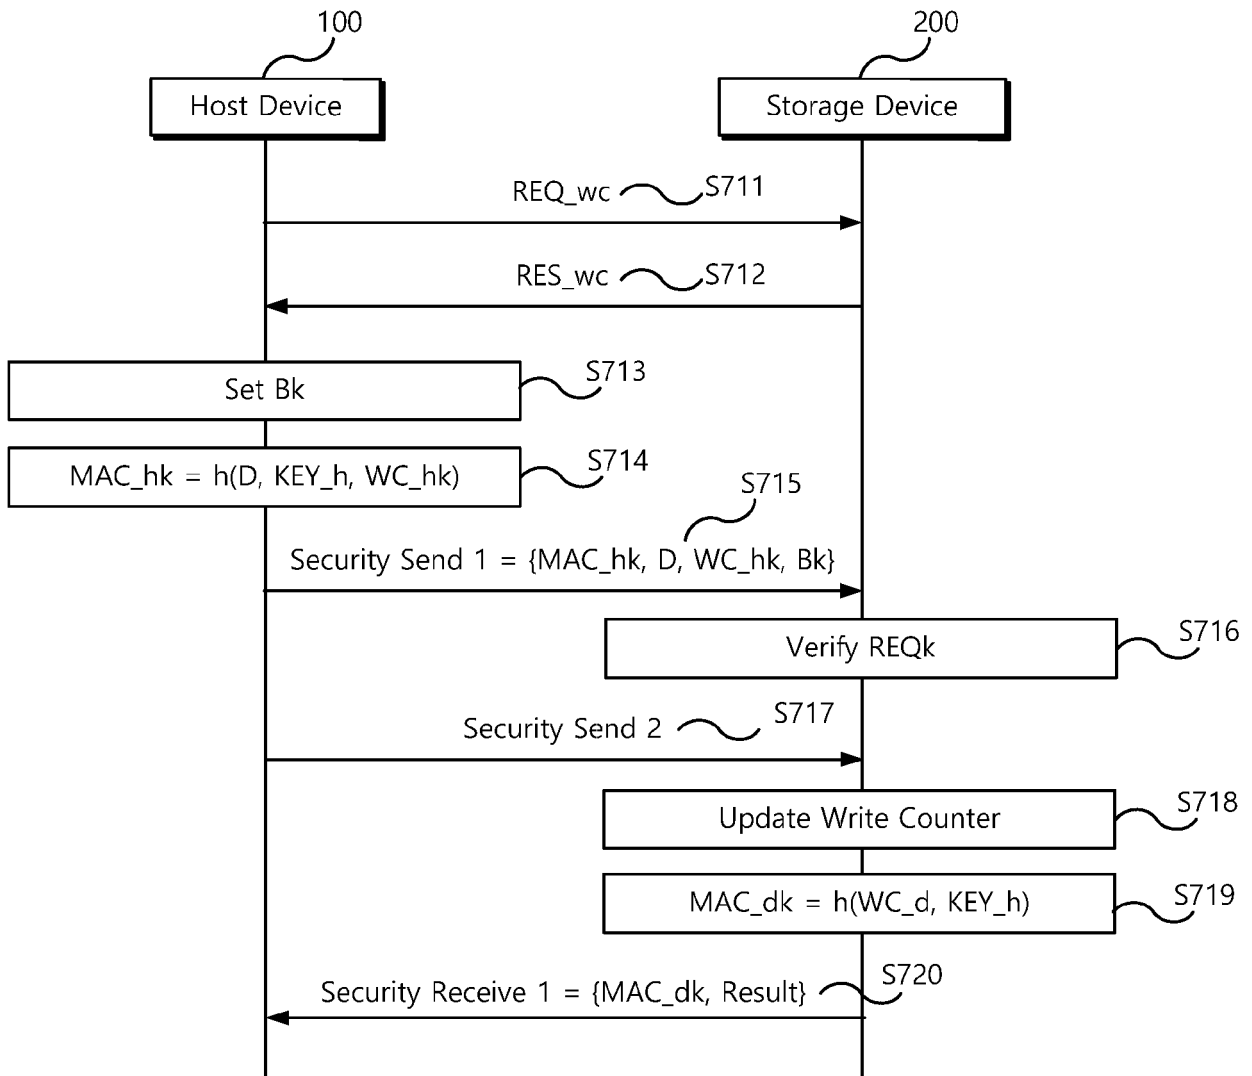 100
200
Host Device
Storage Device
REQ_wc
S711
RES_wc
S712
Set Bk
S713
MAC_hk = h(D, KEY_h, WC_hk)
S714
S715
Security Send 1 = {MAC_hk, D, WC_hk, Bk}
Verify REQk
S716
Security Send 2
S717
Update Write Counter
S718
MAC_dk = h(WC_d, KEY_h)
S719
Security Receive 1 = {MAC_dk, Result}
S720